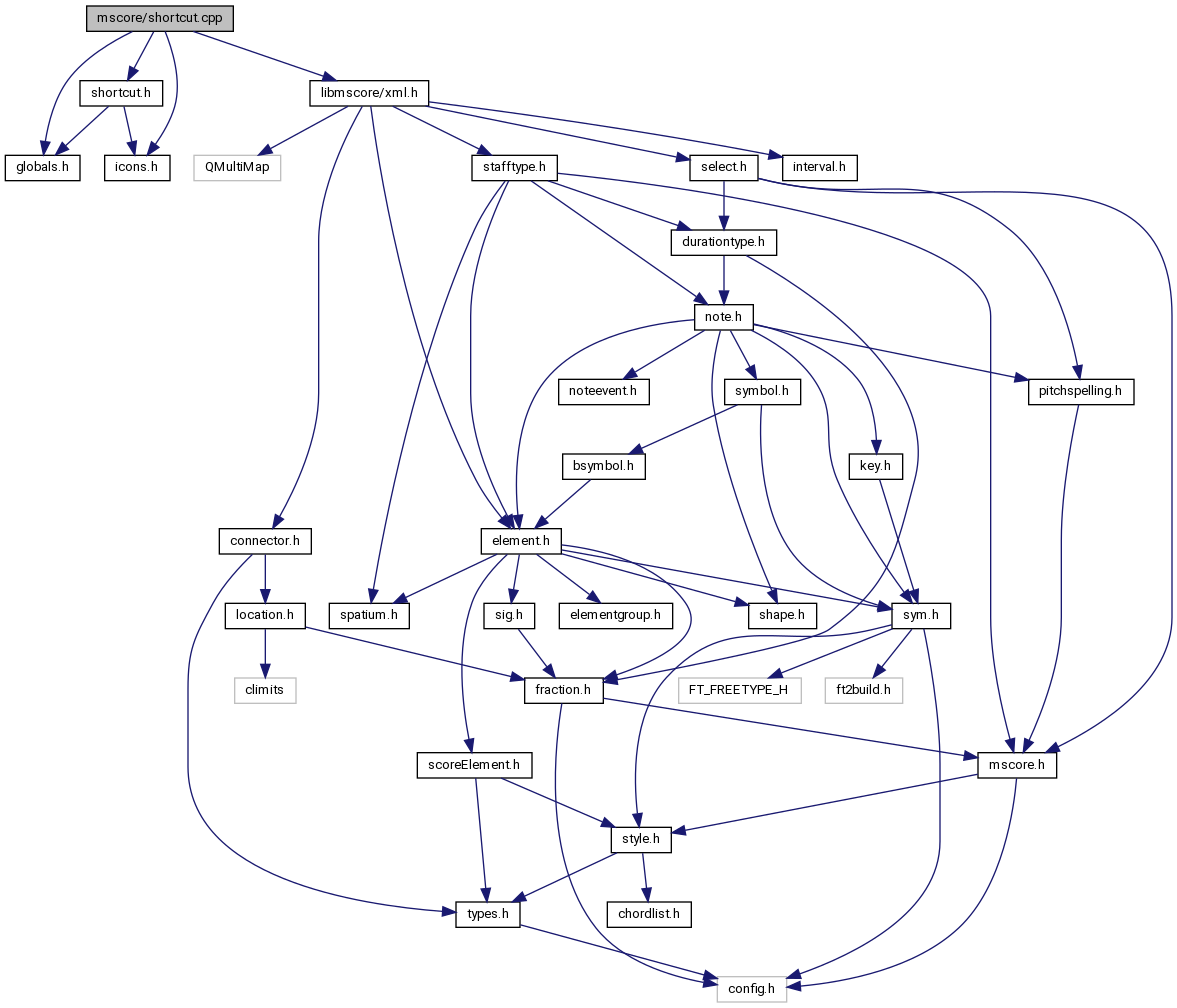 mscore/shortcut.cpp
shortcut.h
libmscore/xml.h
globals.h
icons.h
QMultiMap
stafftype.h
select.h
interval.h
durationtype.h
note.h
noteevent.h
symbol.h
pitchspelling.h
bsymbol.h
key.h
connector.h
element.h
location.h
spatium.h
sig.h
elementgroup.h
shape.h
sym.h
climits
fraction.h
FT_FREETYPE_H
ft2build.h
scoreElement.h
mscore.h
style.h
types.h
chordlist.h
config.h